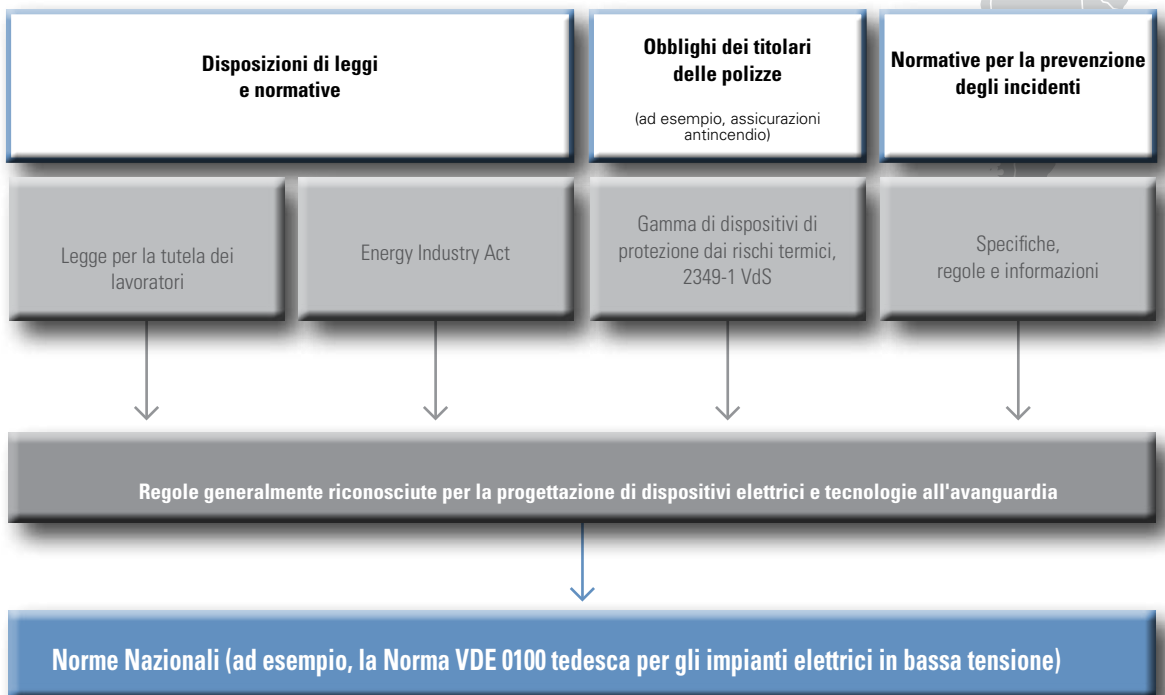 Disposizioni di leggi
e normative
Obblighi dei titolari
delle polizze
(ad esempio, assicurazioni
antincendio)
Normative per la prevenzione
degli incidenti
Legge per la tutela dei
lavoratori
Energy Industry Act
Gamma di dispositivi di
protezione dai rischi termici,
2349-1 VdS
Specifiche,
regole e informazioni
Regole generalmente riconosciute per la progettazione di dispositivi elettrici e tecnologie all'avanguardia
Norme Nazionali (ad esempio, la Norma VDE 0100 tedesca per gli impianti elettrici in bassa tensione)